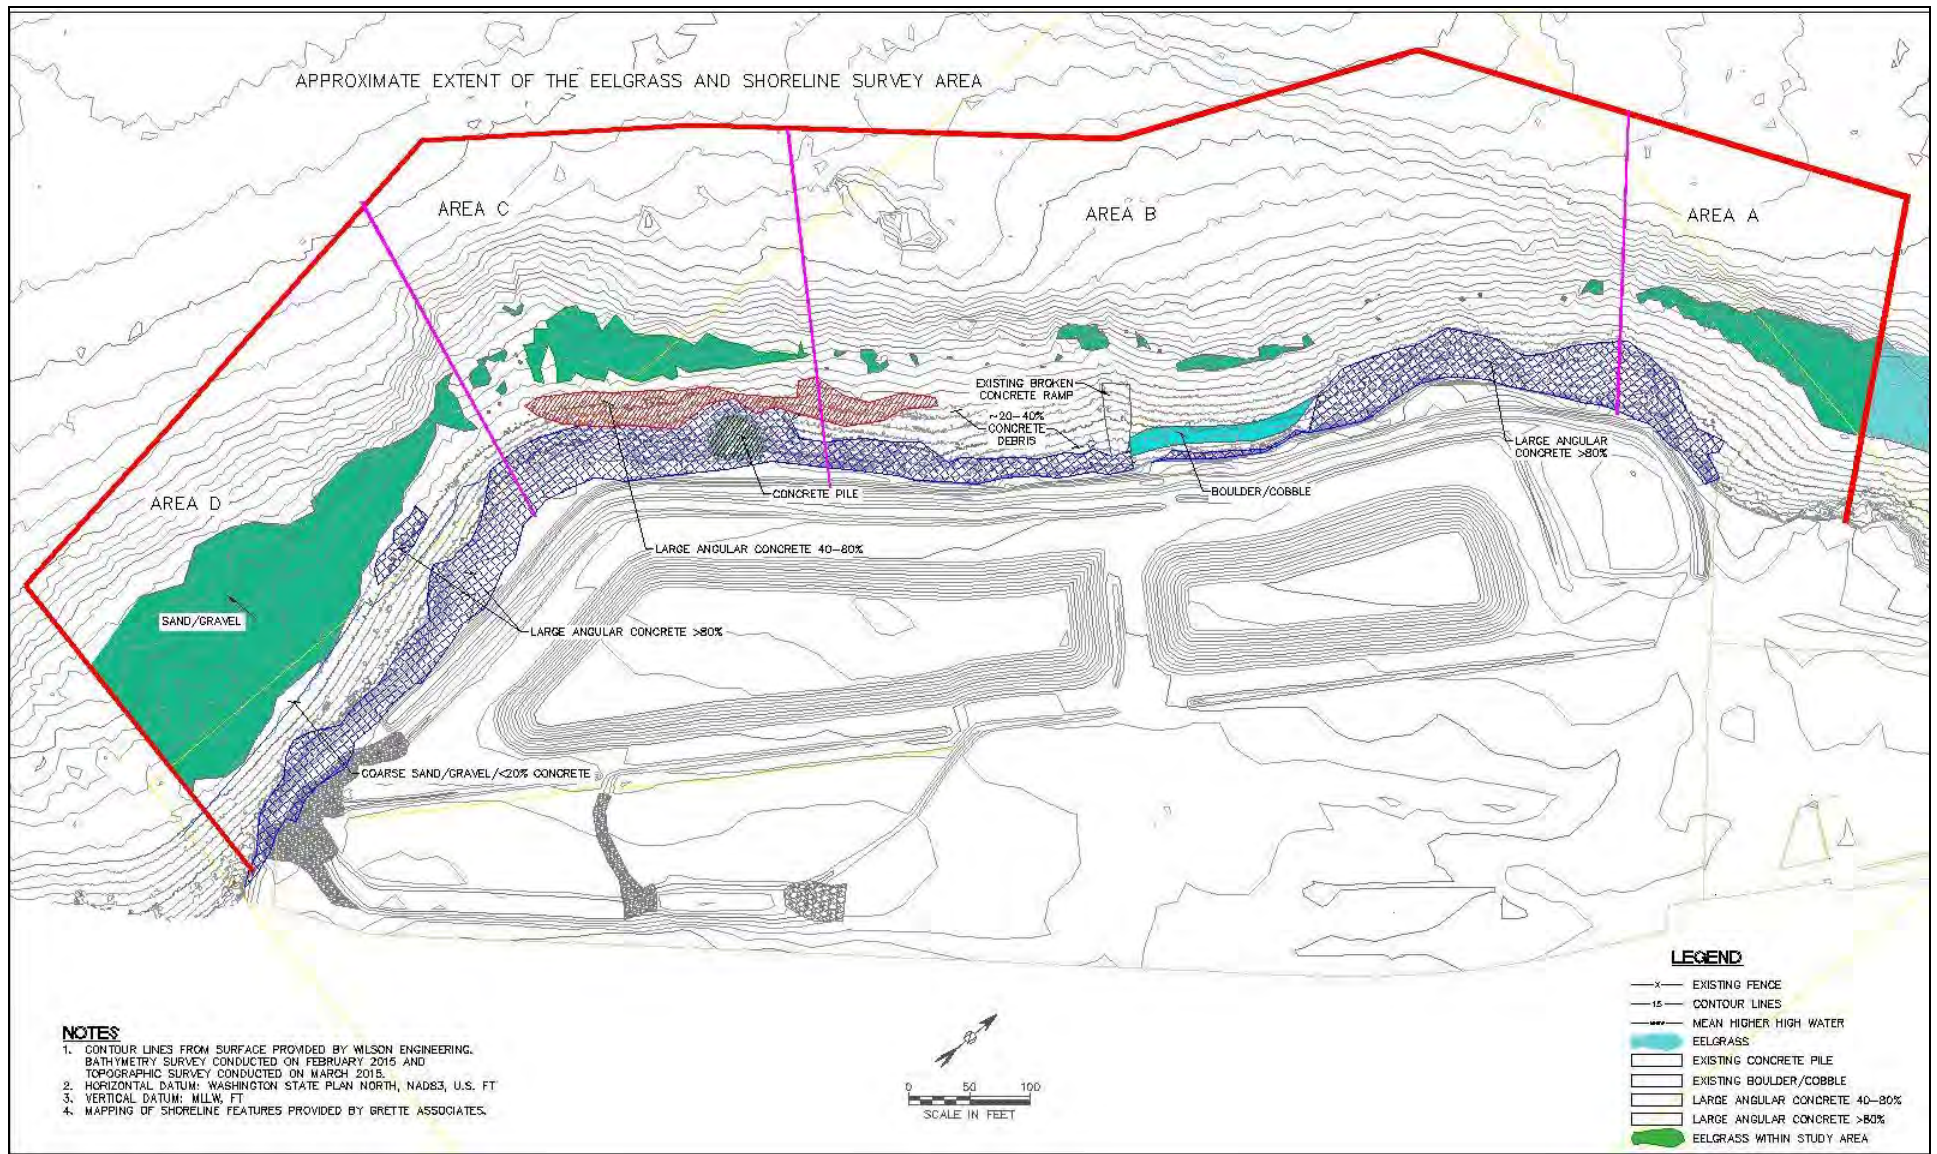 APPROXIMATE EXTENT OF THE EELGRASS AND SHORELINE SURVEY AREA
AREA C
AREA B
AREA A
EXISTING BROKEN
CONCRETE RAMP
~20-40%
CONCRETE
DEBRIS
LARGE ANGULAR
CONCRETE >80%
BOULDER/COBBLE
CONCRETE PILE
AREA D
LARGE ANGULAR CONCRETE 40-80%
SAND/GRAVEL
LARGE ANGULAR CONCRETE >80%
COARSE SAND/GRAVEL/<20% CONCRETE
NOTES
1. CONTOUR LINES FROM SURFACE PROVIDED BY WILSON ENGINEERING.
BATHYMETRY SURVEY CONDUCTED ON FEBRUARY 2015 AND
TOPOGRAPHIC SURVEY CONDUCTED ON MARCH 2015.
2. HORIZONTAL DATUM: WASHINGTON STATE PLAN NORTH, NAD83, U.S. FT
3. VERTICAL DATUM: MLLW, FT
4. MAPPING OF SHORELINE FEATURES PROVIDED BY GRETTE ASSOCIATES.
0 50 100
SCALE IN FEET
LEGEND
X EXISTING FENCE
15 CONTOUR LINES
MEAN HIGHER HIGH WATER
EELGRASS
EXISTING CONCRETE PILE
EXISTING BOULDER/COBBLE
LARGE ANGULAR CONCRETE 40-80%
LARGE ANGULAR CONCRETE >80%
EELGRASS WITHIN STUDY AREA